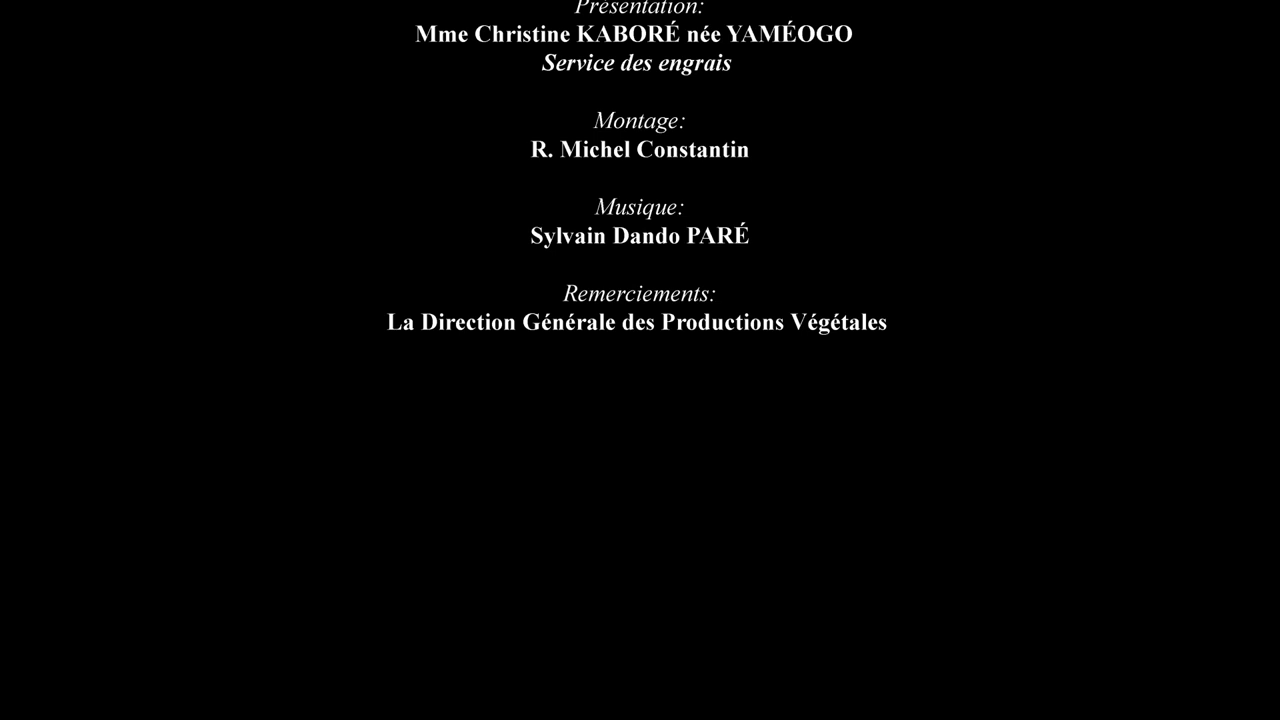 Présentation:
Mme Christine KABORÉ née YAMÉOGO
Service des engrais
Montage:
R. Michel Constantin
Musique:
Sylvain Dando PARÉ
Remerciements:
La Direction Générale des Productions Végétales